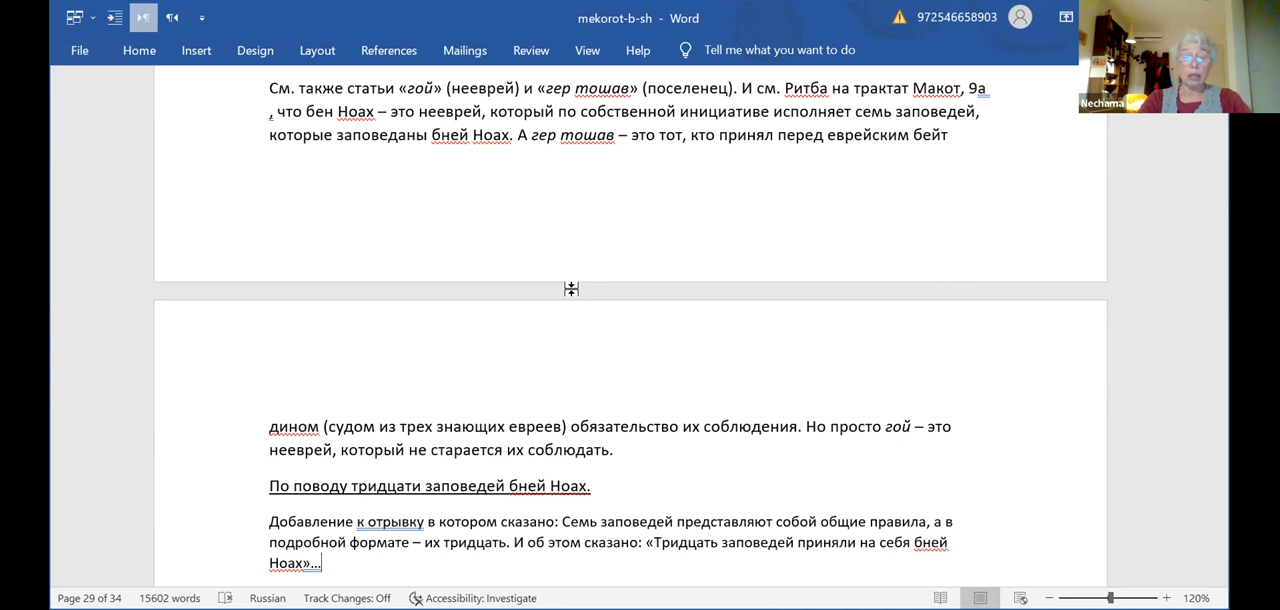 mekorot-b-sh - Word
972546658903
File Home Insert Design Layout References Mailings Review View Help Tell me what you want to do
Nechama
См. также статьи «гой» (нееврей) и «гер тошав» (поселенец). И см. Ритба на трактат Макот, 9а
, что бен Ноах – это нееврей, который по собственной инициативе исполняет семь заповедей,
которые заповеданы бней Ноах. А гер тошав – это тот, кто принял перед еврейским бейт
дином (судом из трех знающих евреев) обязательство их соблюдения. Но просто гой – это
нееврей, который не старается их соблюдать.
По поводу тридцати заповедей бней Ноах.
Добавление к отрывку в котором сказано: Семь заповедей представляют собой общие правила, а в
подробной формате – их тридцать. И об этом сказано: «Тридцать заповедей приняли на себя бней
Ноах»...
Page 29 of 34 15602 words Russian Track Changes: Off Accessibility: Investigate 120%